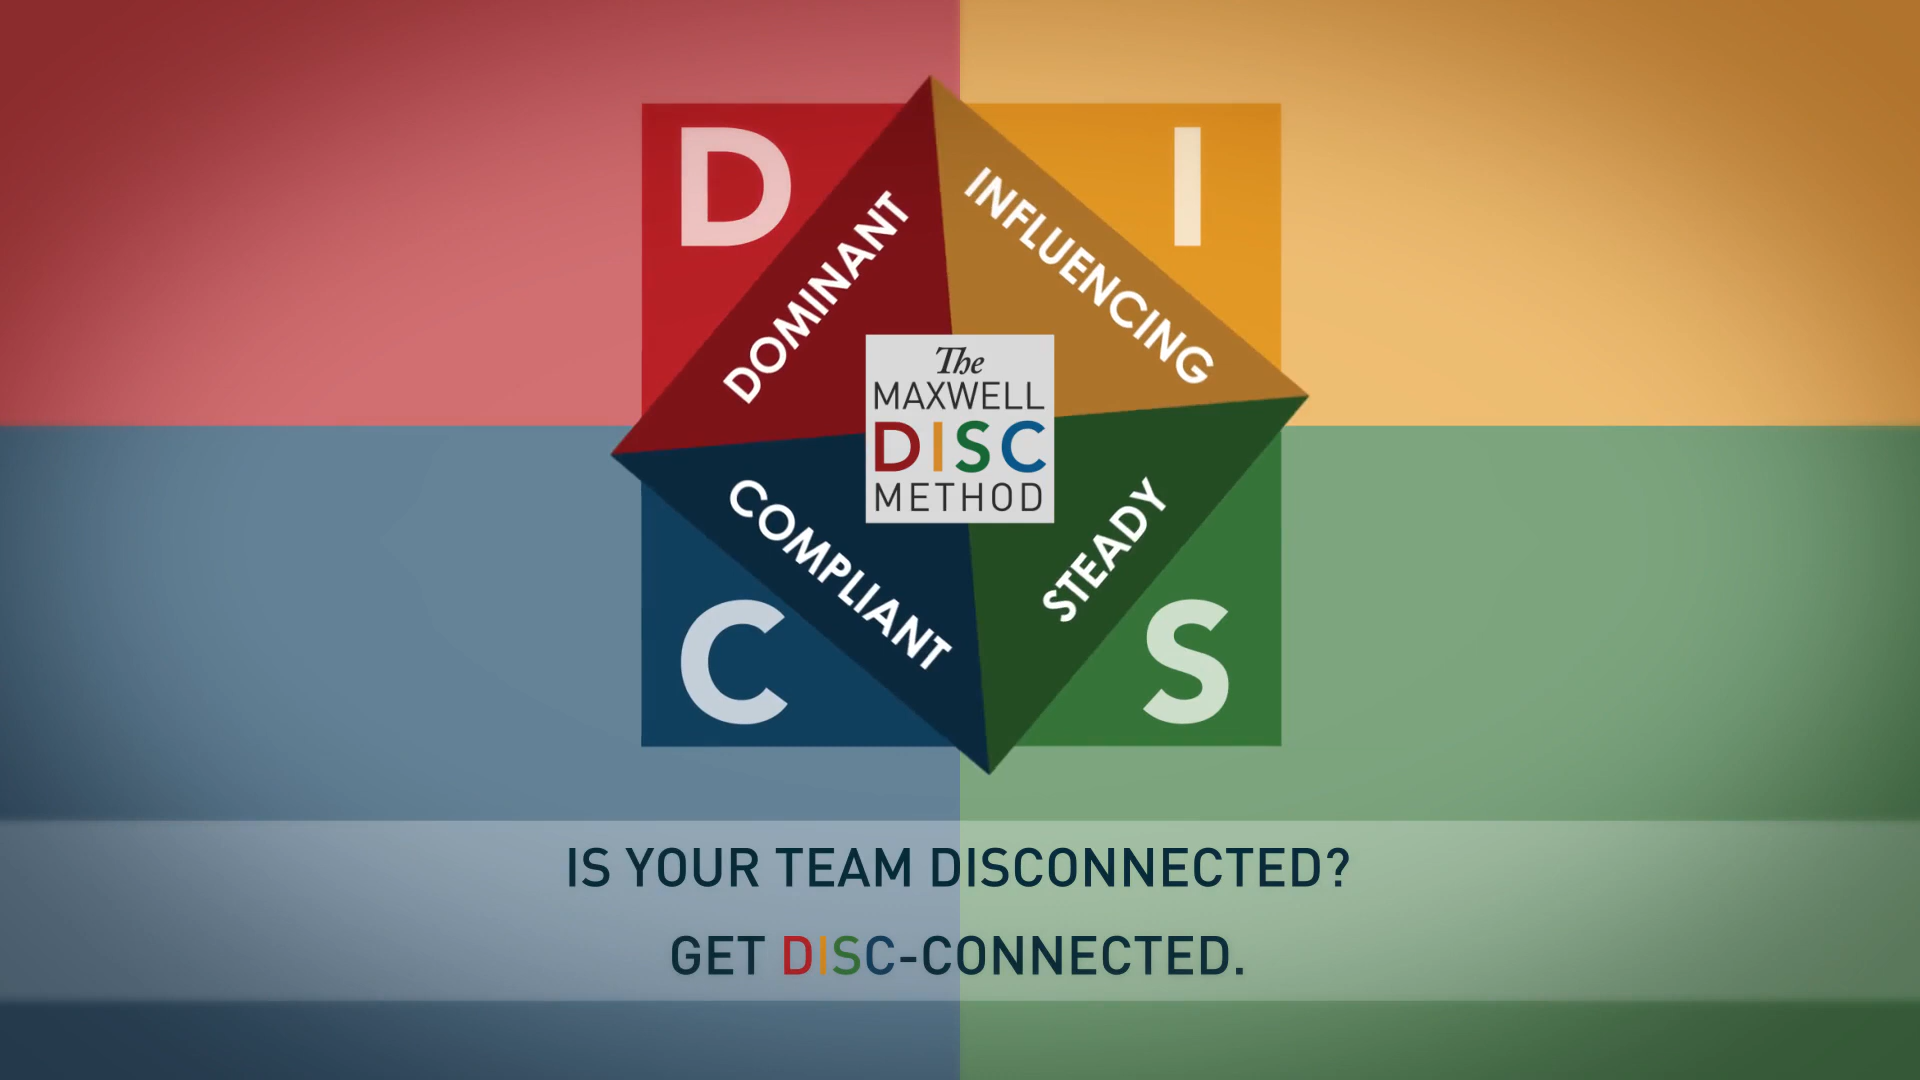 D
I
DOMINANT
INFLUENCING
The
MAXWELL
DISC
METHOD
COMPLIANT
STEADY
C
S
IS YOUR TEAM DISCONNECTED?
GET DISC-CONNECTED.